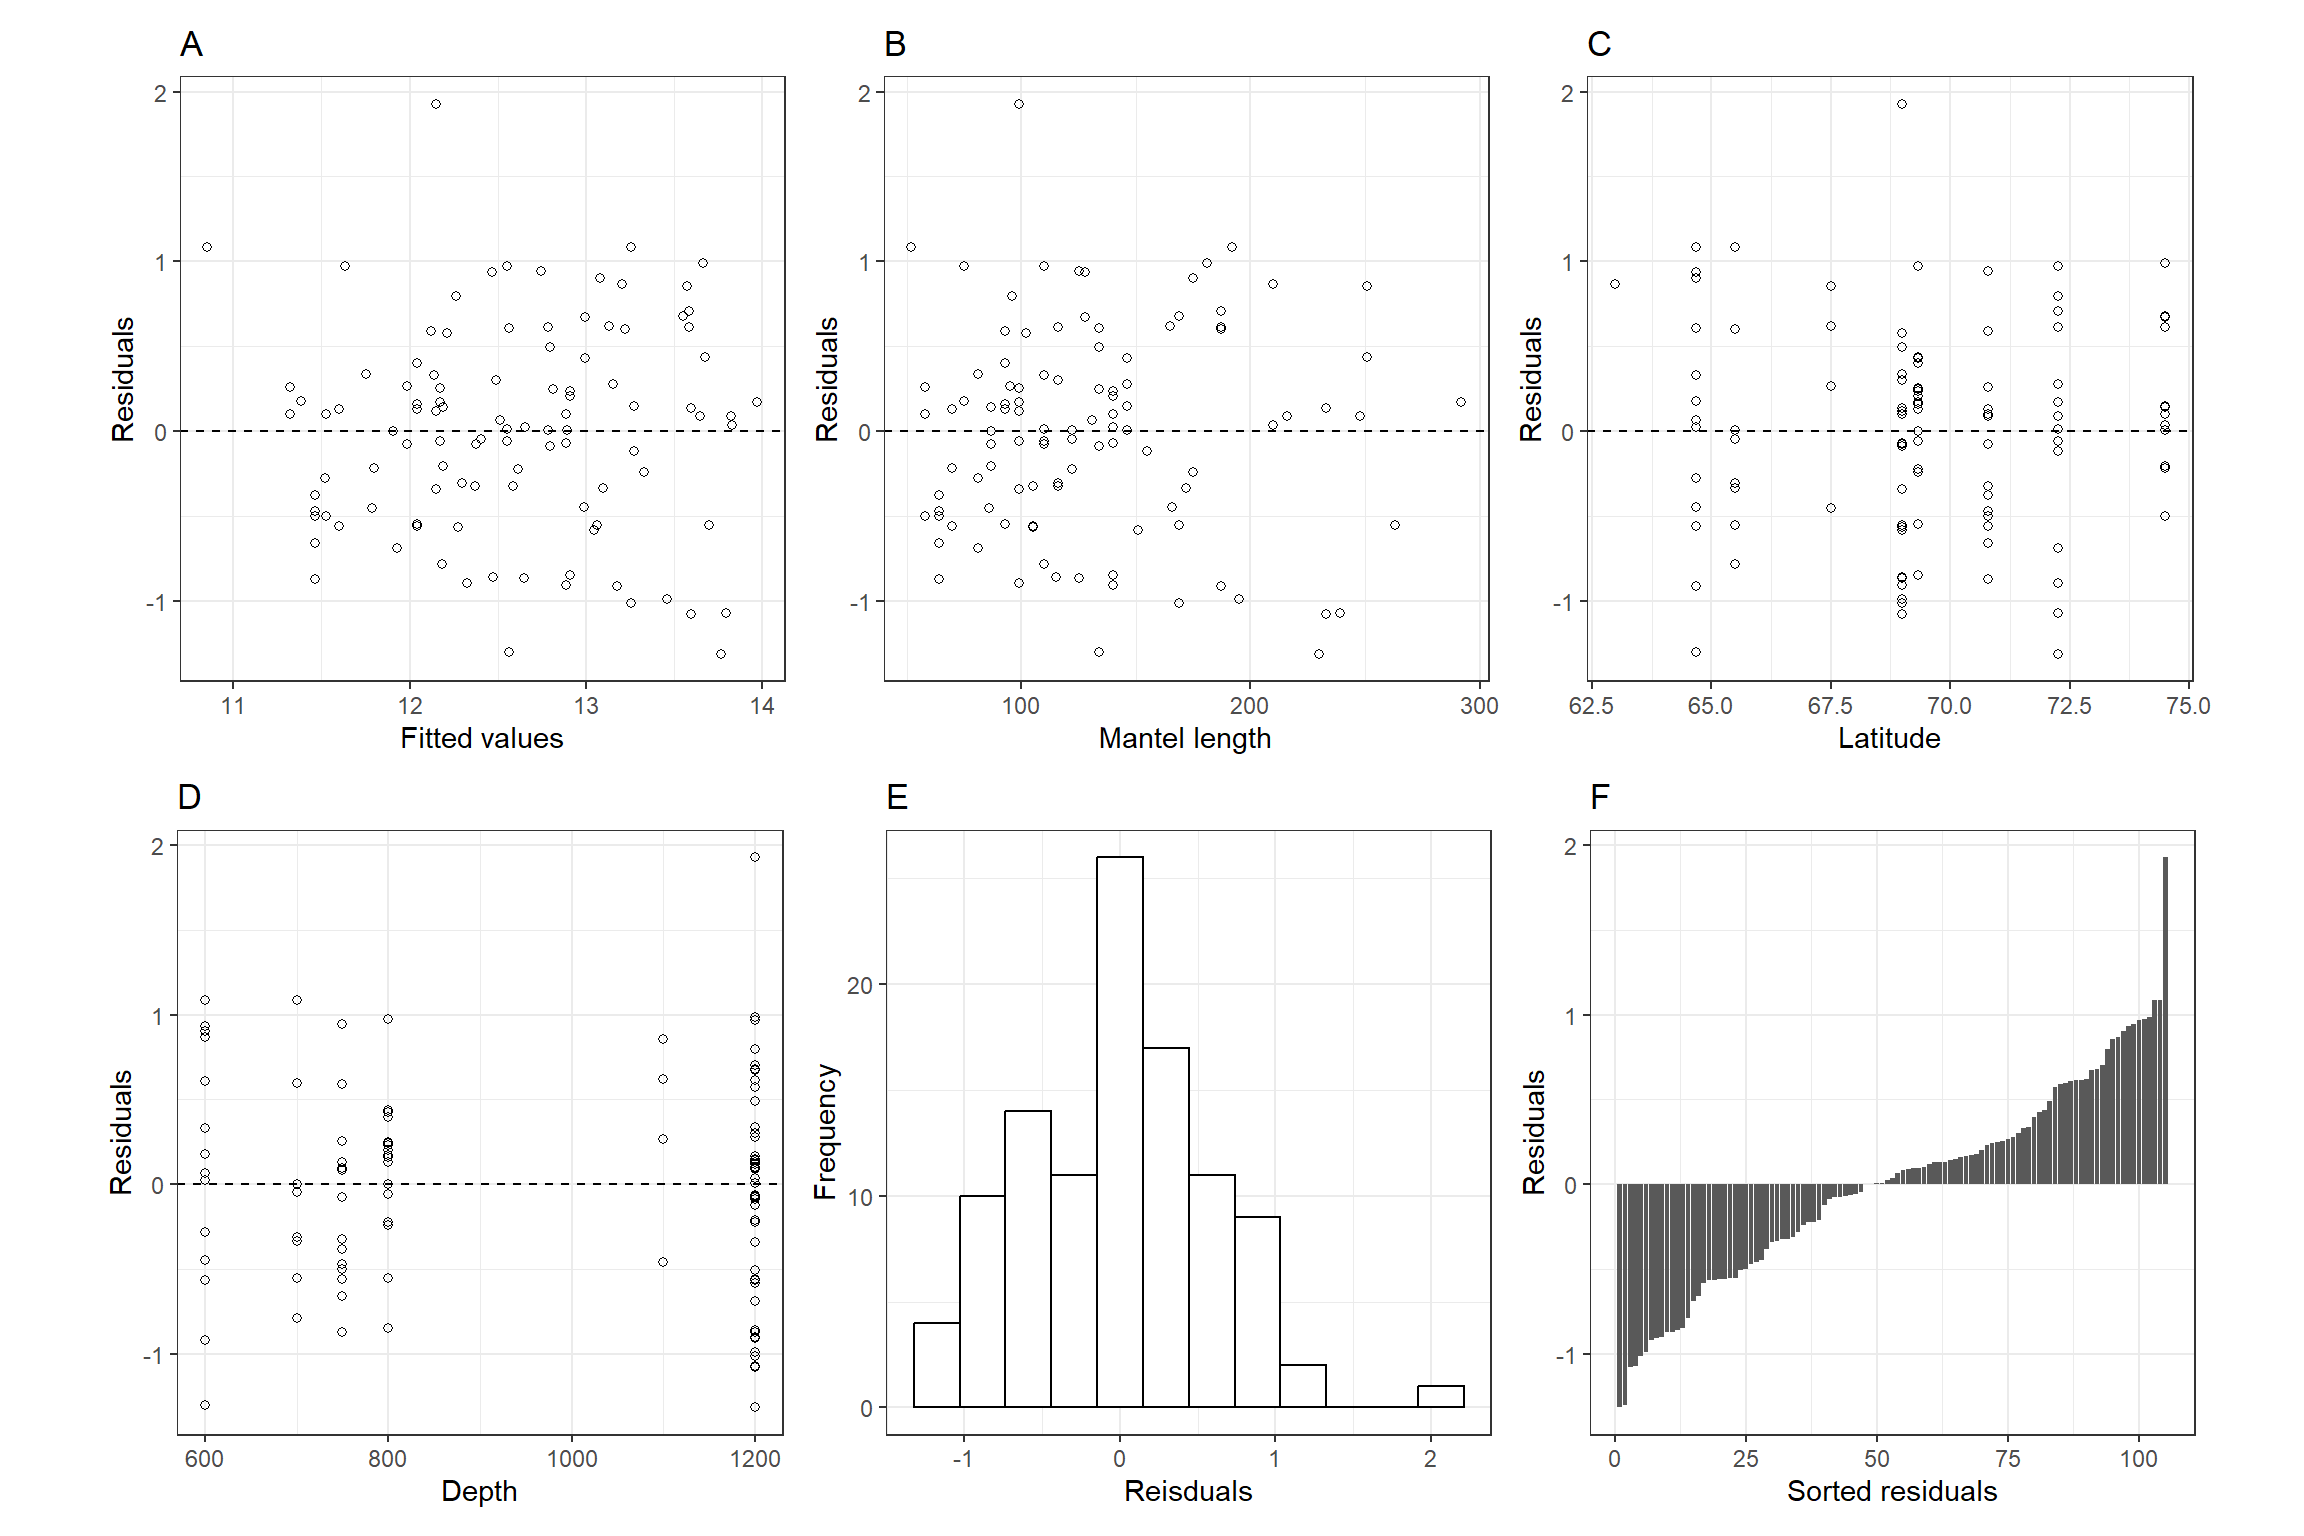 A
B
C
2
1
0
-1
Residuals
11
12
13
14
Fitted values
2
1
0
-1
Residuals
100
200
300
Mantel length
2
1
0
-1
Residuals
62.5
65.0
67.5
70.0
72.5
75.0
Latitude
D
E
F
2
1
0
-1
Residuals
600
800
1000
1200
Depth
20
10
0
Frequency
-1
0
1
2
Reisduals
2
1
0
-1
Residuals
0
25
50
75
100
Sorted residuals